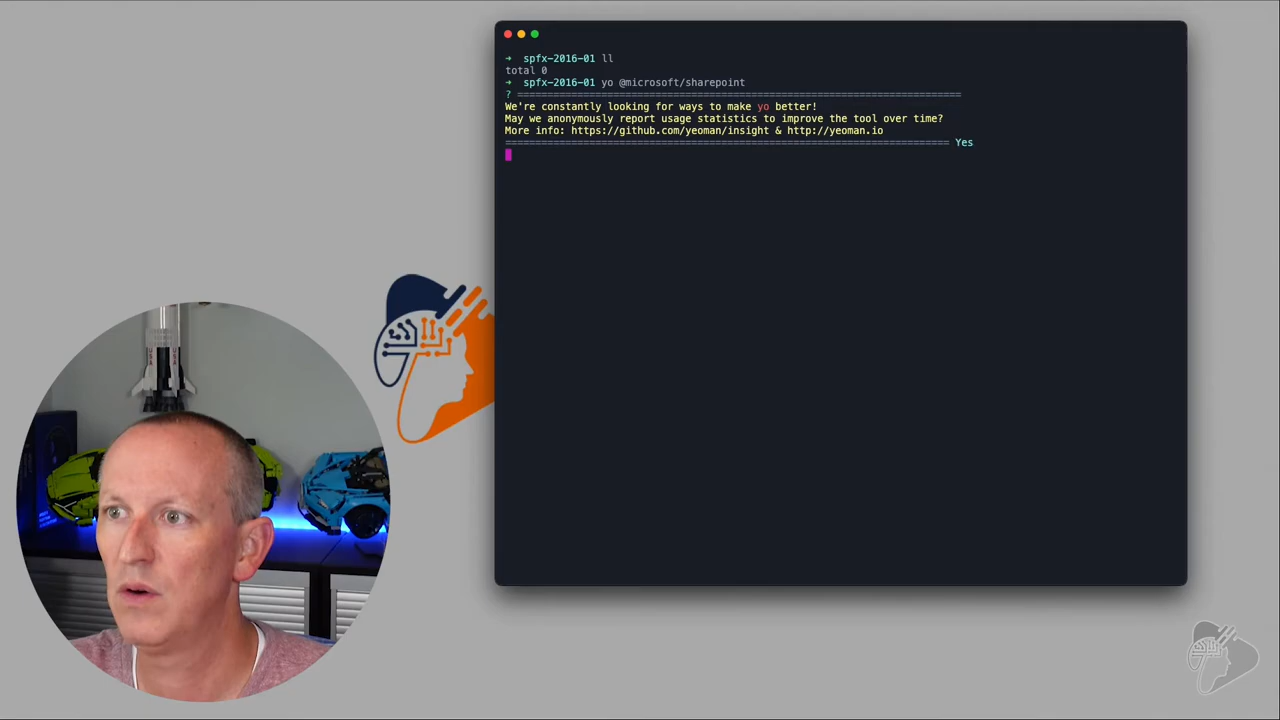 ➜  spfx-2016-01 ll
total 0
➜  spfx-2016-01 yo @microsoft/sharepoint
? ==========================================================================
We're constantly looking for ways to make yo better!
May we anonymously report usage statistics to improve the tool over time?
More info: https://github.com/yeoman/insight & http://yeoman.io
========================================================================== Yes
USA
USA